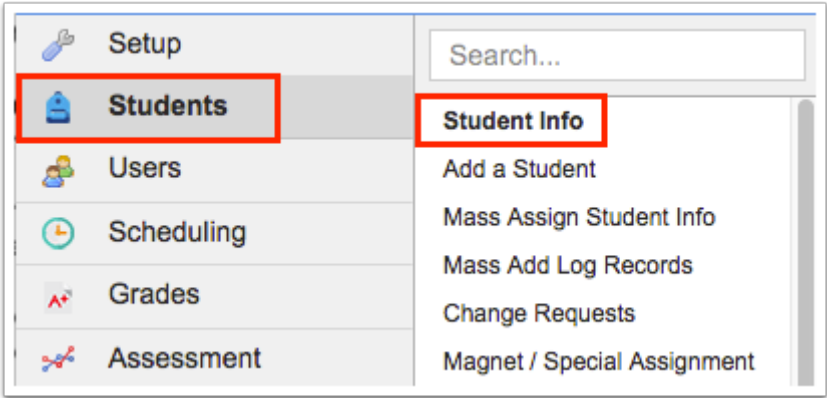 Setup
Students
Users
Scheduling
A+
Grades
Assessment
Search...
Student Info
Add a Student
Mass Assign Student Info
Mass Add Log Records
Change Requests
Magnet / Special Assignment